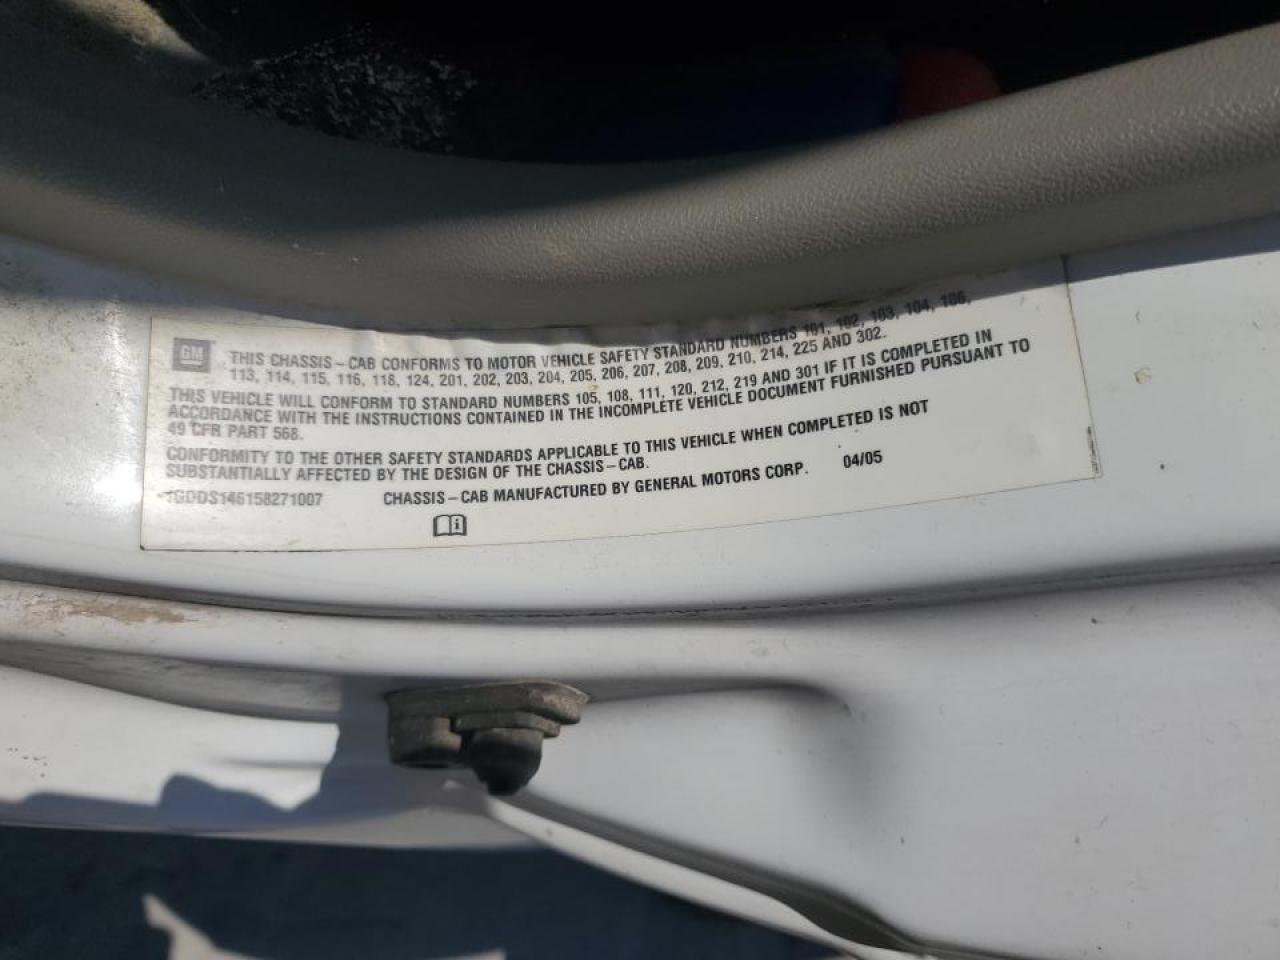 GM
THIS CHASSIS-CAB CONFORMS TO MOTOR VEHICLE SAFETY STANDARD NUMBERS 101, 102, 103, 104, 106,
113, 114, 115, 116, 118, 124, 201, 202, 203, 204, 205, 206, 207, 208, 209, 210, 214, 225 AND 302.
THIS VEHICLE WILL CONFORM TO STANDARD NUMBERS 105, 108, 111, 120, 212, 219 AND 301 IF IT IS COMPLETED IN
ACCORDANCE WITH THE INSTRUCTIONS CONTAINED IN THE INCOMPLETE VEHICLE DOCUMENT FURNISHED PURSUANT TO
49 CFR PART 568.
CONFORMITY TO THE OTHER SAFETY STANDARDS APPLICABLE TO THIS VEHICLE WHEN COMPLETED IS NOT
SUBSTANTIALLY AFFECTED BY THE DESIGN OF THE CHASSIS-CAB.
CHASSIS-CAB MANUFACTURED BY GENERAL MOTORS CORP. 04/05